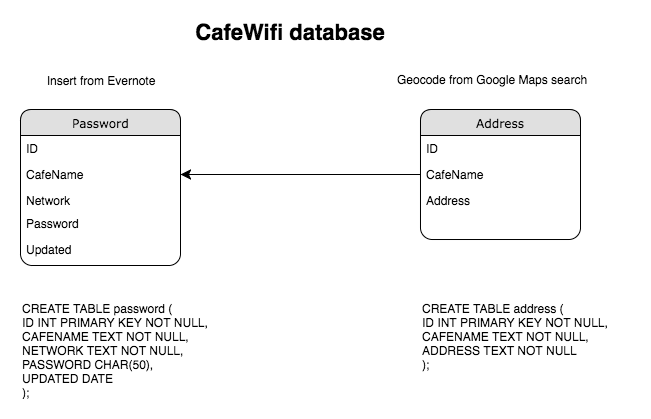 CafeWifi database
Insert from Evernote
Geocode from Google Maps search
Password
ID
CafeName
Network
Password
Updated
Address
ID
CafeName
Address
CREATE TABLE password (
ID INT PRIMARY KEY NOT NULL,
CAFENAME TEXT NOT NULL,
NETWORK TEXT NOT NULL,
PASSWORD CHAR(50),
UPDATED DATE
);
CREATE TABLE address (
ID INT PRIMARY KEY NOT NULL,
CAFENAME TEXT NOT NULL,
ADDRESS TEXT NOT NULL
);